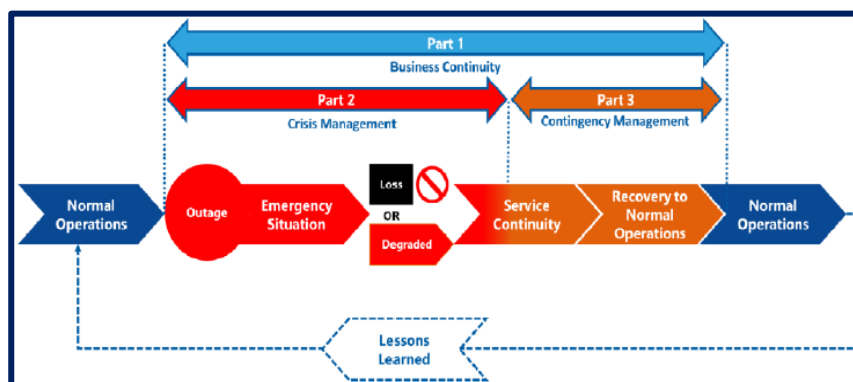 Part 1
Business Continuity
Part 2
Part 3
Crisis Management
Contingency Management
Normal
Operations
Outage
Emergency
Situation
Loss
OR
Degraded
Service
Continuity
Recovery to
Normal
Operations
Normal
Operations
Lessons
Learned